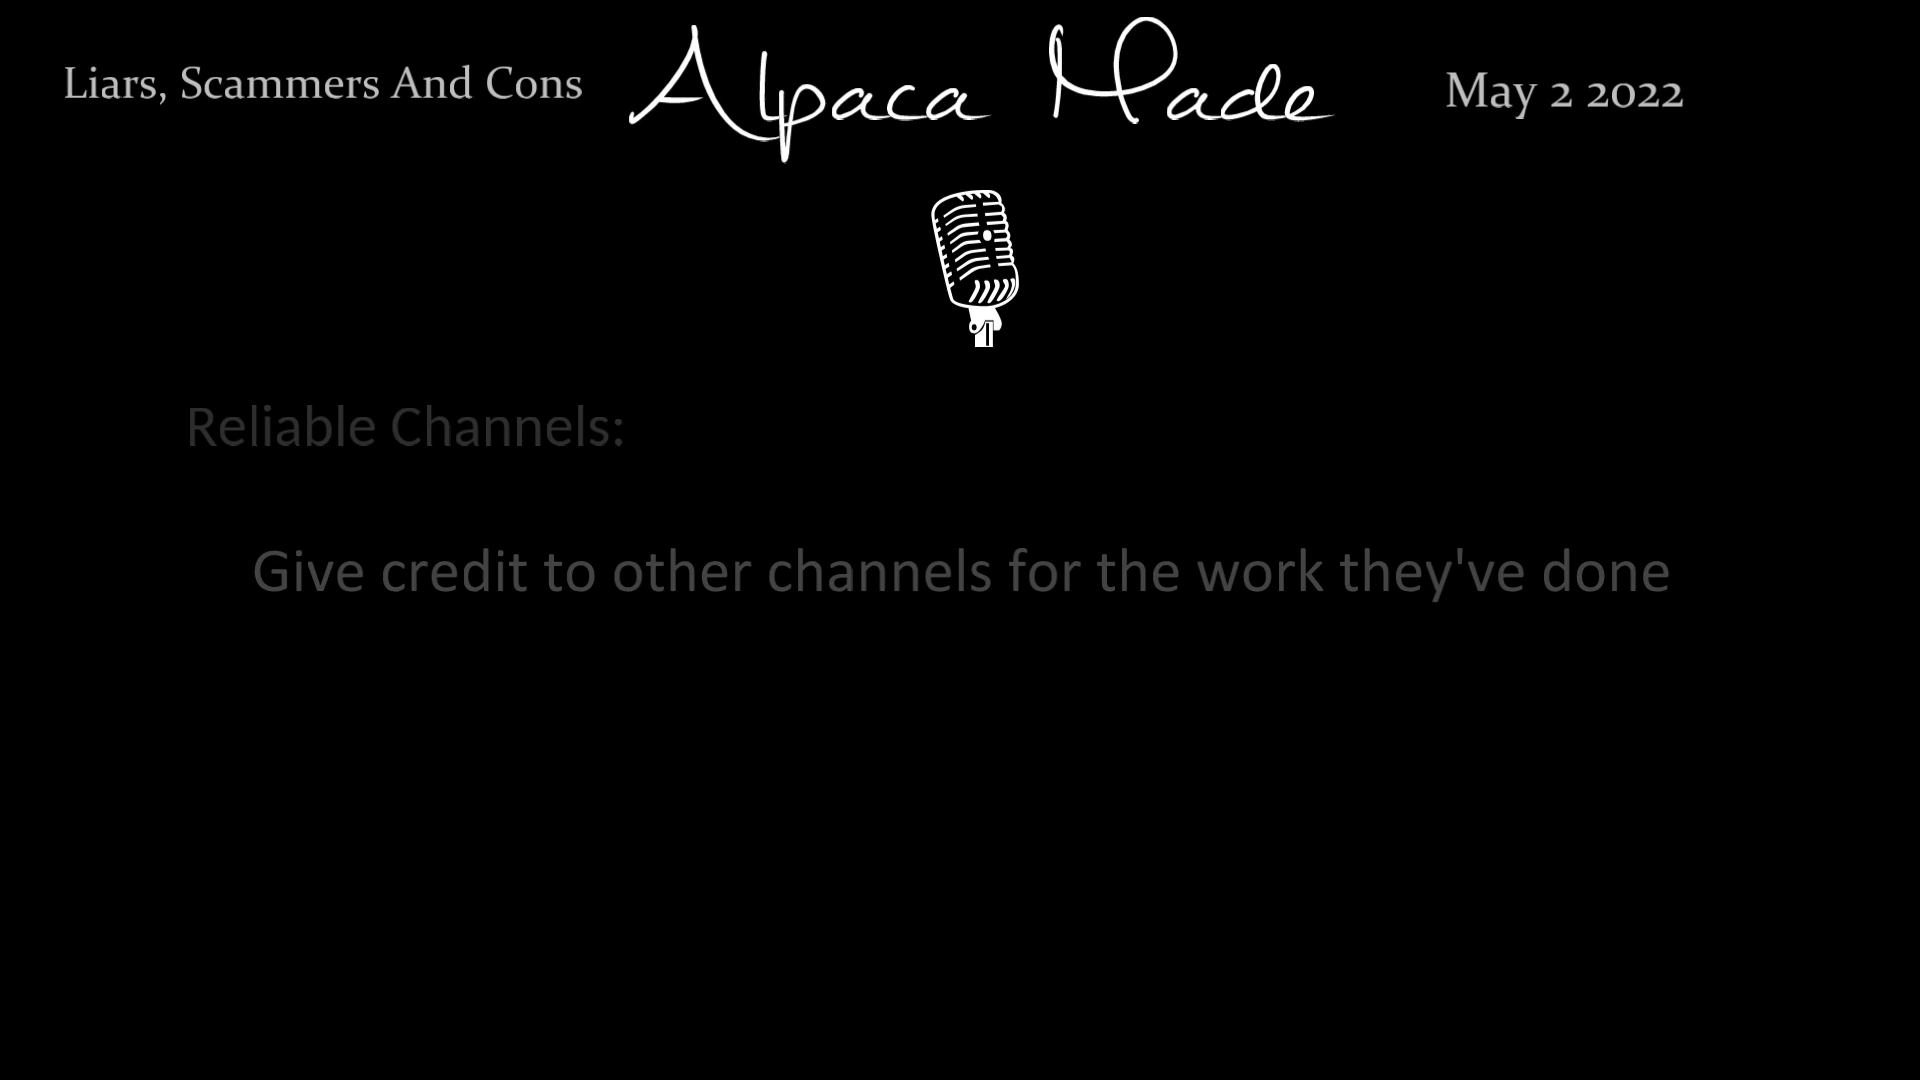 Liars, Scammers And Cons
Alpaca Made
May 2 2022
Reliable Channels:
Give credit to other channels for the work they've done